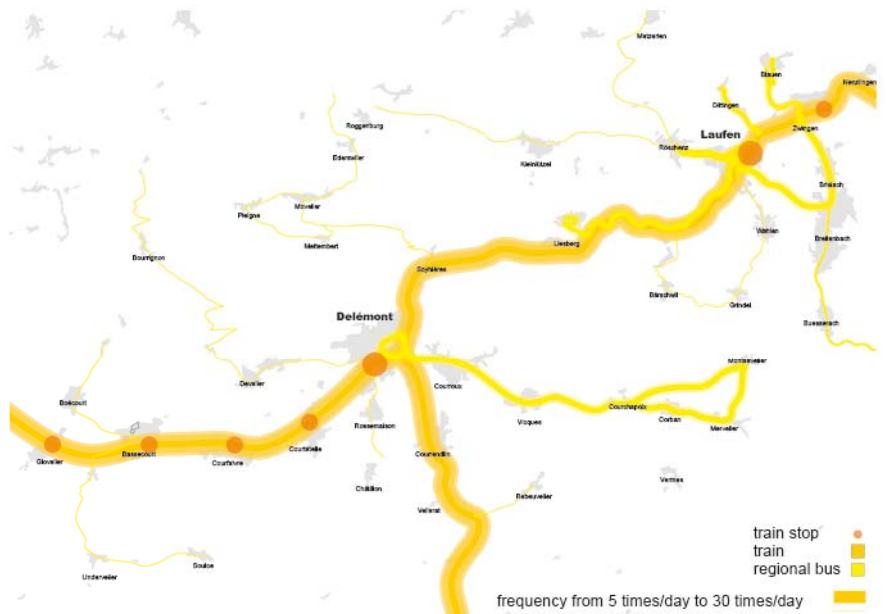 Metzerlen
Blauen
Nenzlingen
Dittingen
Roggenburg
Zwingen
Laufen
Ederswiler
Kleinlützel
Röschenz
Brislach
Movelier
Pleigne
Wahlen
Mettembert
Liesberg
Breitenbach
Bourrignon
Soyhières
Bärschwil
Grindel
Delémont
Buesserach
Montsevelier
Develier
Courroux
Boécourt
Vicques
Courchapoix
Corban
Mervelier
Rossemaison
Courtételle
Glovelier
Bassecourt
Courfaivre
Courrendlin
Vermes
Châtillon
Rebeuvelier
Vellerat
Soulce
Undervelier
train stop
train
regional bus
frequency from 5 times/day to 30 times/day